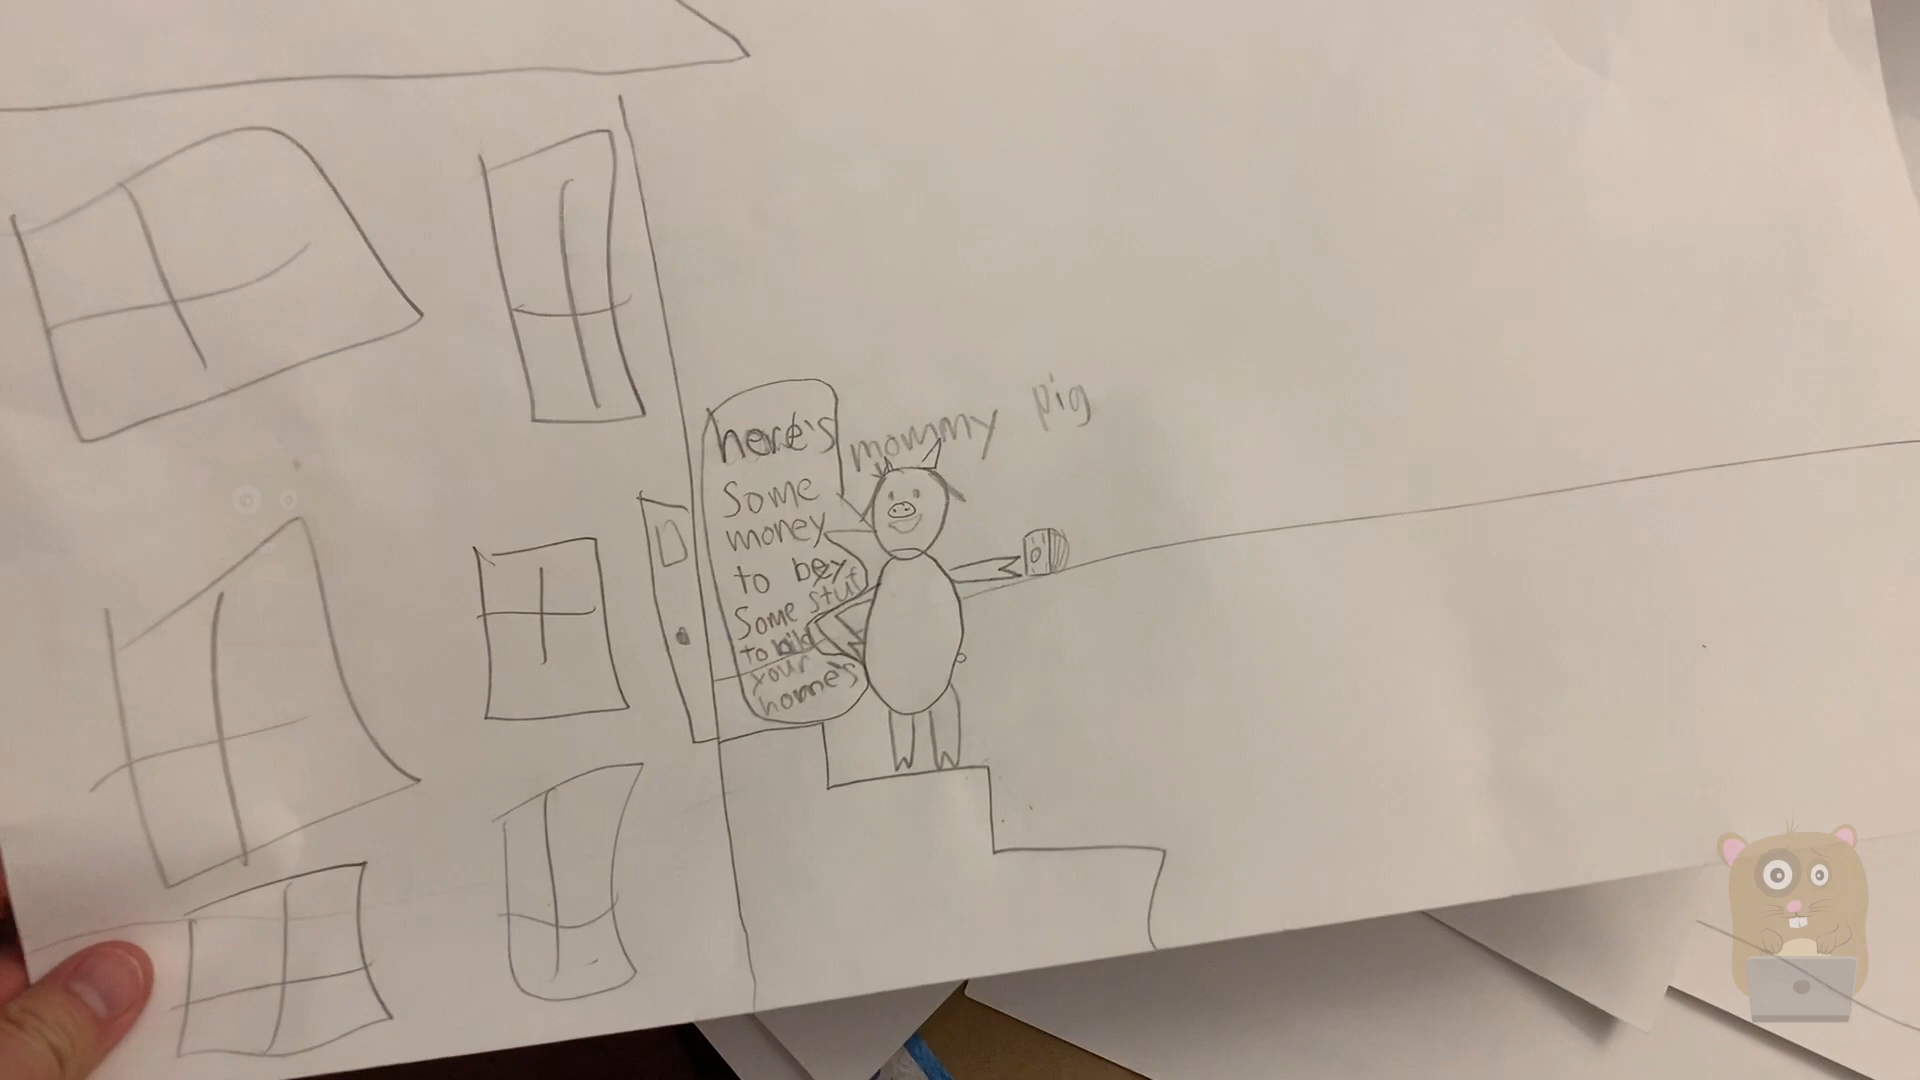 mommy pig
here's
some
money
to bey
some stuf
to bild
your
home's